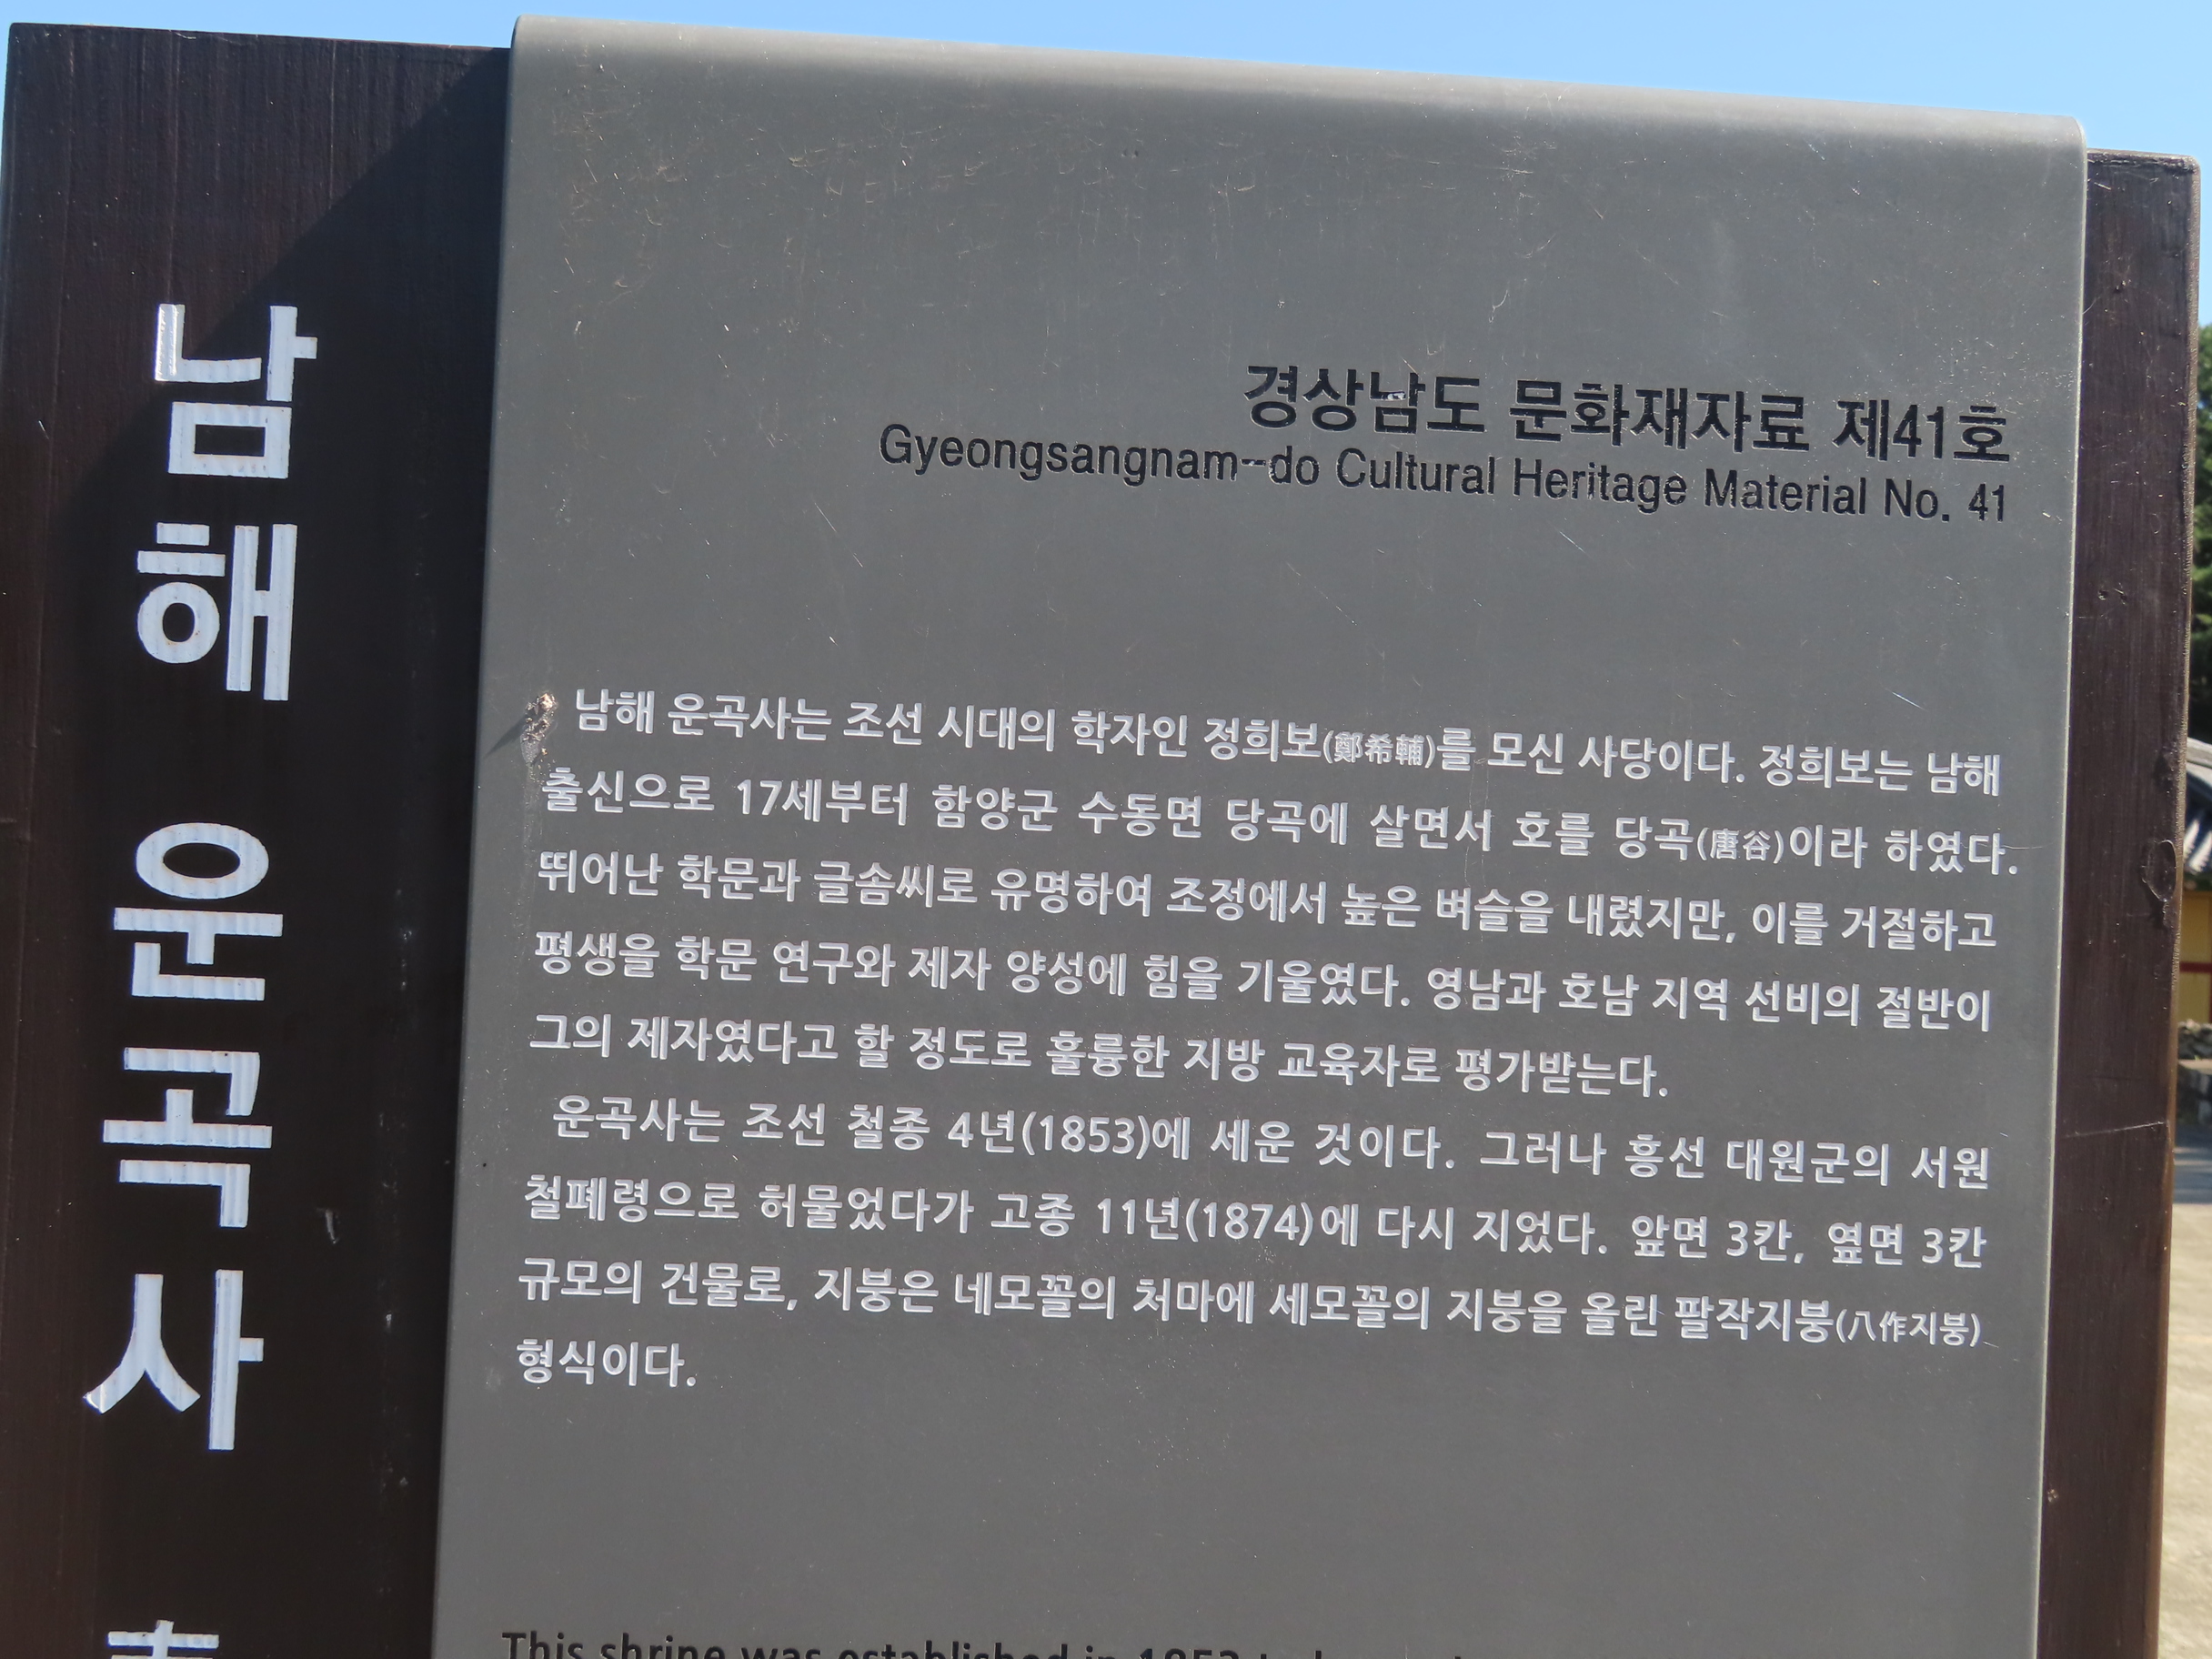 남해 운곡사
경상남도 문화재자료 제41호
Gyeongsangnam-do Cultural Heritage Material No. 41
남해 운곡사는 조선 시대의 학자인 정희보(鄭希輔)를 모신 사당이다. 정희보는 남해
출신으로 17세부터 함양군 수동면 당곡에 살면서 호를 당곡(唐谷)이라 하였다.
뛰어난 학문과 글솜씨로 유명하여 조정에서 높은 벼슬을 내렸지만, 이를 거절하고
평생을 학문 연구와 제자 양성에 힘을 기울였다. 영남과 호남 지역 선비의 절반이
그의 제자였다고 할 정도로 훌륭한 지방 교육자로 평가받는다.
운곡사는 조선 철종 4년(1853)에 세운 것이다. 그러나 흥선 대원군의 서원
철폐령으로 허물었다가 고종 11년(1874)에 다시 지었다. 앞면 3칸, 옆면 3칸
규모의 건물로, 지붕은 네모꼴의 처마에 세모꼴의 지붕을 올린 팔작지붕(八作지붕)
형식이다.
This shrine was established in 1853